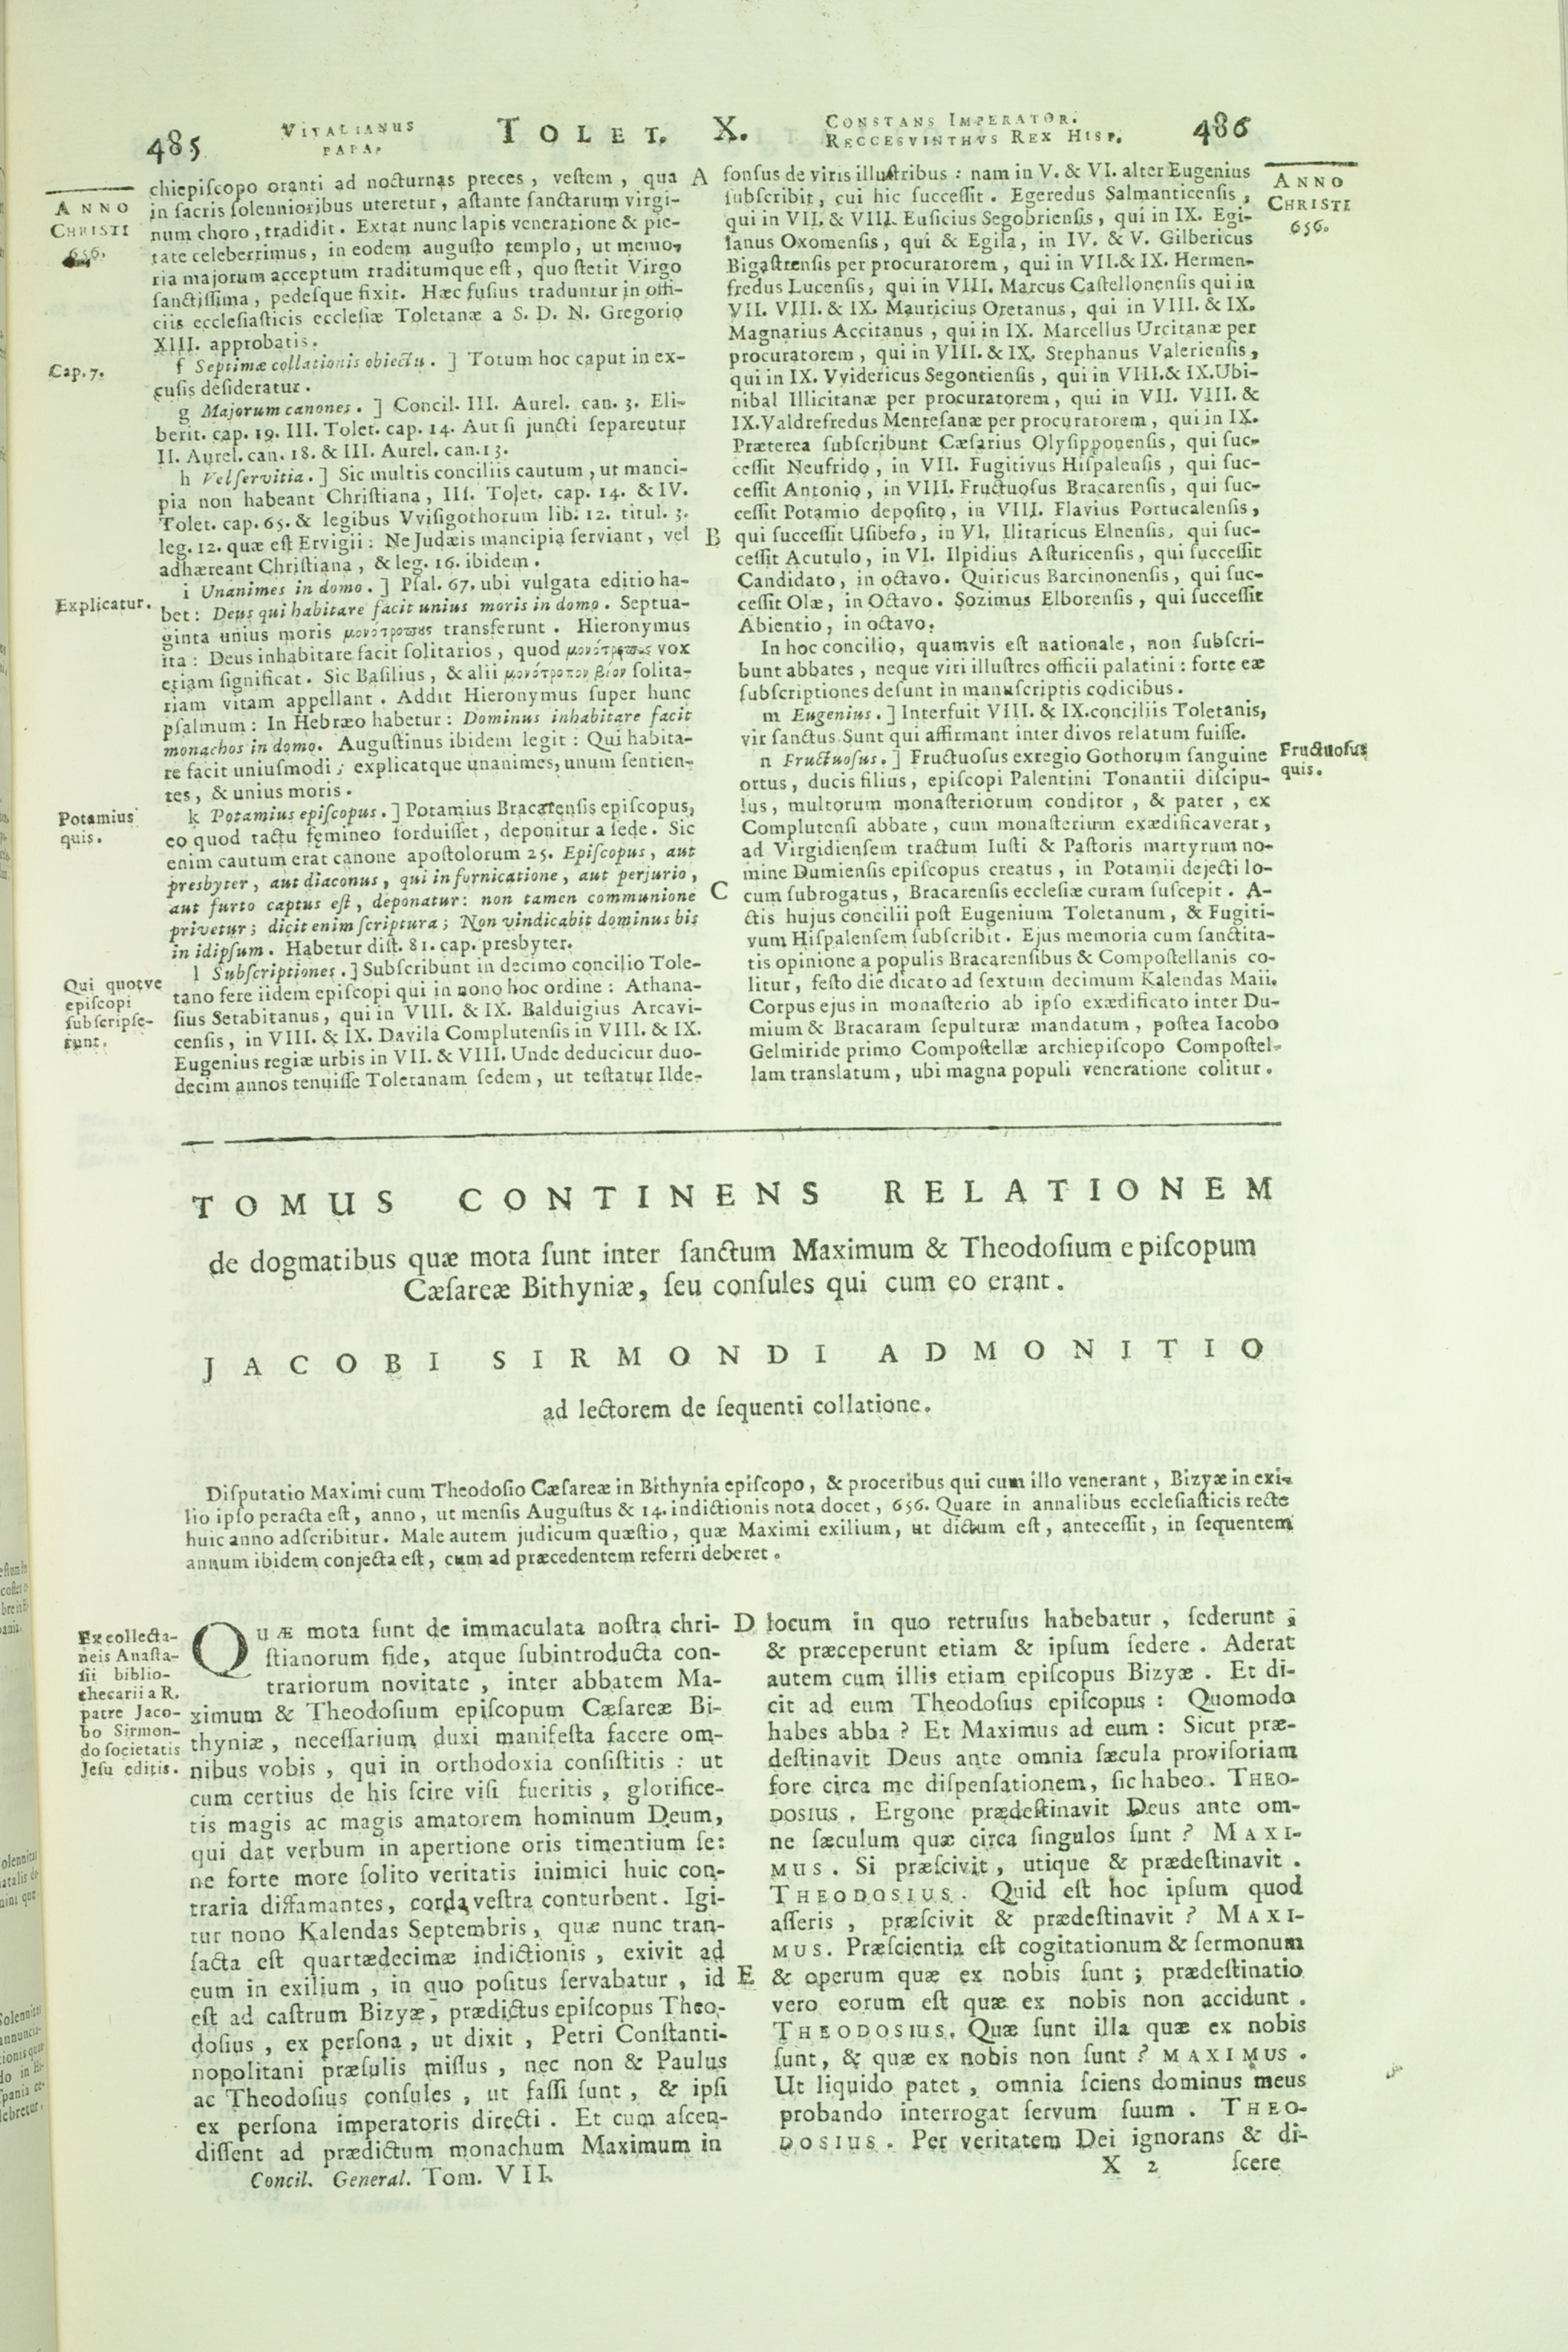 485
VITALIANUS
PAPA.
TOLET. X.
CONSTANS IMPERATOR.
RECCESVINTHVS REX HISP.
486
ANNO
CHRISTI
656.
chiepiſcopo oranti ad nocturnas preces, veſtem, qua
in ſacris ſolennioribus uteretur, aſtante ſanctarum virgi-
num choro, tradidit. Extat nunc lapis veneratione & pie-
tate celeberrimus, in eodem auguſto templo, ut memo-
ria majorum acceptum traditumque eſt, quo ſtetit Virgo
ſanctiſſima, pedeſque fixit. Hæc fuſius traduntur in offi-
ciis eccleſiaſticis eccleſiæ Toletanæ a S. D. N. Gregorio
XIII. approbatis.
Cap. 7.
f Septimæ collationis obiectu.] Totum hoc caput in ex-
cuſis deſideratur.
g Majorum canones.] Concil. III. Aurel. can. 3. Eli-
berit. cap. 19. III. Tolet. cap. 14. Aut ſi juncti ſeparentur
II. Aurel. can. 18. & III. Aurel. can. 13.
h Vel ſervitia.] Sic multis conciliis cautum, ut manci-
pia non habeant Chriſtiana, III. Tolet. cap. 14. & IV.
Tolet. cap. 65. & legibus Vviſigothorum lib. 12. titul. 3.
leg. 12. quæ eſt Ervigii: Ne Judæis mancipia ſerviant, vel
adhæreant Chriſtiana, & leg. 16. ibidem.
Explicatur.
i Unanimes in domo.] Pſal. 67. ubi vulgata editio ha-
bet: Deus qui habitare facit unius moris in domo. Septua-
ginta unius moris μονότροπους transferunt. Hieronymus
ita: Deus inhabitare facit ſolitarios, quod μονότροπους vox
etiam ſignificat. Sic Baſilius, & alii μονότροπον βίον ſolita-
riam vitam appellant. Addit Hieronymus ſuper hunc
pſalmum: In Hebræo habetur: Dominus inhabitare facit
monachos in domo. Auguſtinus ibidem legit: Qui habita-
re facit uniuſmodi; explicatque unanimes, unum ſentien-
tes, & unius moris.
Potamius
quis.
k Potamius epiſcopus.] Potamius Bracarenſis epiſcopus,
eo quod tactu femineo ſorduiſſet, deponitur a ſede. Sic
enim cautum erat canone apoſtolorum 25. Epiſcopus, aut
presbyter, aut diaconus, qui in fornicatione, aut perjurio,
aut furto captus eſt, deponatur: non tamen communione
privetur; dicit enim ſcriptura; Non vindicabit dominus bis
in idipſum. Habetur diſt. 81. cap. presbyter.
Qui quotve
epiſcopi
ſubſcripſe-
runt.
l Subſcriptiones.] Subſcribunt in decimo concilio Tole-
tano fere iidem epiſcopi qui in nono hoc ordine: Athana-
ſius Setabitanus, qui in VIII. & IX. Balduigius Arcavi-
cenſis, in VIII. & IX. Davila Complutenſis in VIII. & IX.
Eugenius regiæ urbis in VII. & VIII. Unde deducicur duo-
decim annos tenuiſſe Toletanam ſedem, ut teſtatur Ilde-
A
B
C
ANNO
CHRISTI
656.
fonſus de viris illuſtribus: nam in V. & VI. alter Eugenius
ſubſcribit, cui hic ſucceſſit. Egeredus Salmanticenſis,
qui in VII. & VIII. Euſicius Segobrienſis, qui in IX. Egi-
lanus Oxomenſis, qui & Egila, in IV. & V. Gilbericus
Bigaſtrenſis per procuratorem, qui in VII. & IX. Hermen-
fredus Lucenſis, qui in VIII. Marcus Caſtellonenſis qui in
VII. VIII. & IX. Mauricius Oretanus, qui in VIII. & IX.
Magnarius Accitanus, qui in IX. Marcellus Urcitanæ per
procuratorem, qui in VIII. & IX. Stephanus Valerienſis,
qui in IX. Vvidericus Segontienſis, qui in VIII. & IX. Ubi-
nibal Illicitanæ per procuratorem, qui in VII. VIII. &
IX. Valdrefredus Menteſanæ per procuratorem, qui in IX.
Præterea ſubſcribunt Cæſarius Olyſipponenſis, qui ſuc-
ceſſit Neufrido, in VII. Fugitivus Hiſpalenſis, qui ſuc-
ceſſit Antonio, in VIII. Fructuoſus Bracarenſis, qui ſuc-
ceſſit Potamio depoſito, in VIII. Flavius Portucalenſis,
qui ſucceſſit Uſibefo, in VI. Ilitaricus Elnenſis, qui ſuc-
ceſſit Acutulo, in VI. Ilpidius Aſturicenſis, qui ſucceſſit
Candidato, in octavo. Quiricus Barcinonenſis, qui ſuc-
ceſſit Olæ, in Octavo. Sozimus Elborenſis, qui ſucceſſit
Abientio, in octavo.
In hoc concilio, quamvis eſt nationale, non ſubſcri-
bunt abbates, neque viri illuſtres officii palatini: forte eæ
ſubſcriptiones deſunt in manuſcriptis codicibus.
m Eugenius.] Interfuit VIII. & IX. conciliis Toletanis,
vir ſanctus. Sunt qui affirmant inter divos relatum fuiſſe.
Fructuoſus
quis.
n Fructuoſus.] Fructuoſus ex regio Gothorum ſanguine
ortus, ducis filius, epiſcopi Palentini Tonantii diſcipu-
lus, multorum monaſteriorum conditor, & pater, ex
Complutenſi abbate, cum monaſterium exædificaverat,
ad Virgidienſem tractum Iuſti & Paſtoris martyrum no-
mine Dumienſis epiſcopus creatus, in Potamii dejecti lo-
cum ſubrogatus, Bracarenſis eccleſiæ curam ſuſcepit. A-
ctis hujus concilii poſt Eugenium Toletanum, & Fugiti-
vum Hiſpalenſem ſubſcribit. Ejus memoria cum ſanctita-
tis opinione a populis Bracarenſibus & Compoſtellanis co-
litur, feſto die dicato ad ſextum decimum Kalendas Maii.
Corpus ejus in monaſterio ab ipſo exædificato inter Du-
mium & Bracaram ſepulturæ mandatum, poſtea Iacobo
Gelmiride primo Compoſtellæ archiepiſcopo Compoſtel-
lam translatum, ubi magna populi veneratione colitur.
TOMUS CONTINENS RELATIONEM
de dogmatibus quæ mota ſunt inter ſanctum Maximum & Theodoſium epiſcopum
Cæſareæ Bithyniæ, ſeu conſules qui cum eo erant.
JACOBI SIRMONDI ADMONITIO
ad lectorem de ſequenti collatione.
Diſputatio Maximi cum Theodoſio Cæſareæ in Bithynia epiſcopo, & proceribus qui cum illo venerant, Bizyæ in exi-
lio ipſo peracta eſt, anno, ut menſis Auguſtus & 14. indictionis nota docet, 656. Quare in annalibus eccleſiaſticis recte
huic anno adſcribitur. Male autem judicum quæſtio, quæ Maximi exilium, ut dictum eſt, anteceſſit, in ſequentem
annum ibidem conjecta eſt, cum ad præcedentem referri deberet.
Ex collecta-
neis Anaſta-
ſii biblio-
thecarii a R.
patre Jaco-
bo Sirmon-
do ſocietatis
Jeſu editis.
QUÆ mota ſunt de immaculata noſtra chri-
ſtianorum fide, atque ſubintroducta con-
trariorum novitate, inter abbatem Ma-
ximum & Theodoſium epiſcopum Cæſareæ Bi-
thyniæ, neceſſarium duxi manifeſta facere om-
nibus vobis, qui in orthodoxia conſiſtitis: ut
cum certius de his ſcire viſi fueritis, glorifice-
tis magis ac magis amatorem hominum Deum,
qui dat verbum in apertione oris timentium ſe:
ne forte more ſolito veritatis inimici huic con-
traria diffamantes, corda veſtra conturbent. Igi-
tur nono Kalendas Septembris, quæ nunc tran-
ſacta eſt quartædecimæ indictionis, exivit ad
eum in exilium, in quo poſitus ſervabatur, id
eſt ad caſtrum Bizyæ, prædictus epiſcopus Theo-
doſius, ex perſona, ut dixit, Petri Conſtanti-
nopolitani præſulis miſſus, nec non & Paulus
ac Theodoſius conſules, ut faſſi ſunt, & ipſi
ex perſona imperatoris directi. Et cum aſcen-
diſſent ad prædictum monachum Maximum in
D
E
locum in quo retruſus habebatur, ſederunt;
& præceperunt etiam & ipſum ſedere. Aderat
autem cum illis etiam epiſcopus Bizyæ. Et di-
cit ad eum Theodoſius epiſcopus: Quomodo
habes abba? Et Maximus ad eum: Sicut præ-
deſtinavit Deus ante omnia ſæcula proviſoriam
fore circa me diſpenſationem, ſic habeo. THEO-
DOSIUS. Ergone prædeſtinavit Deus ante om-
ne ſæculum quæ circa ſingulos ſunt? MAXI-
MUS. Si præſcivit, utique & prædeſtinavit.
THEODOSIUS. Quid eſt hoc ipſum quod
aſſeris, præſcivit & prædeſtinavit? MAXI-
MUS. Præſcientia eſt cogitationum & ſermonum
& operum quæ ex nobis ſunt; prædeſtinatio
vero eorum eſt quæ ex nobis non accidunt.
THEODOSIUS. Quæ ſunt illa quæ ex nobis
ſunt, & quæ ex nobis non ſunt? MAXIMUS.
Ut liquido patet, omnia ſciens dominus meus
probando interrogat ſervum ſuum. THEO-
DOSIUS. Per veritatem Dei ignorans & di-
Concil. General. Tom. VII.
X 2
ſcere